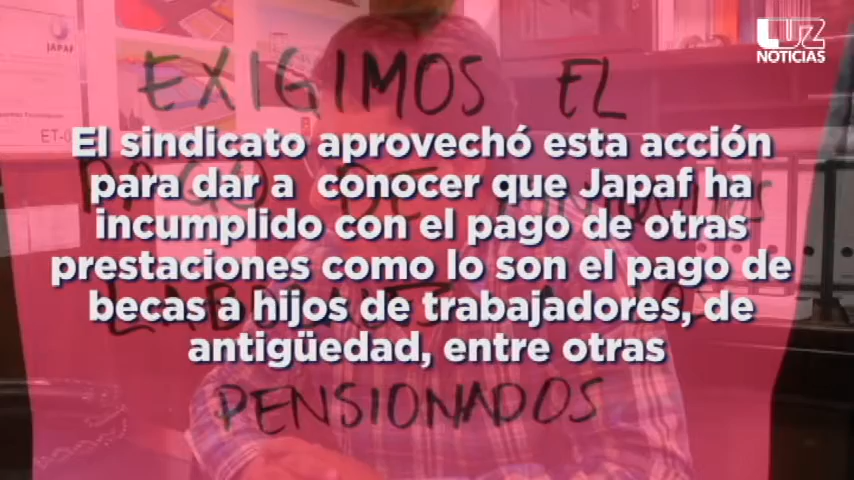 LUZ
NOTICIAS
JAPAF
EXIGIMOS EL
ET-0
El sindicato aprovechó esta acción
para dar a conocer que Japaf ha
incumplido con el pago de otras
prestaciones como lo son el pago de
becas a hijos de trabajadores, de
antigüedad, entre otras
PENSIONADOS